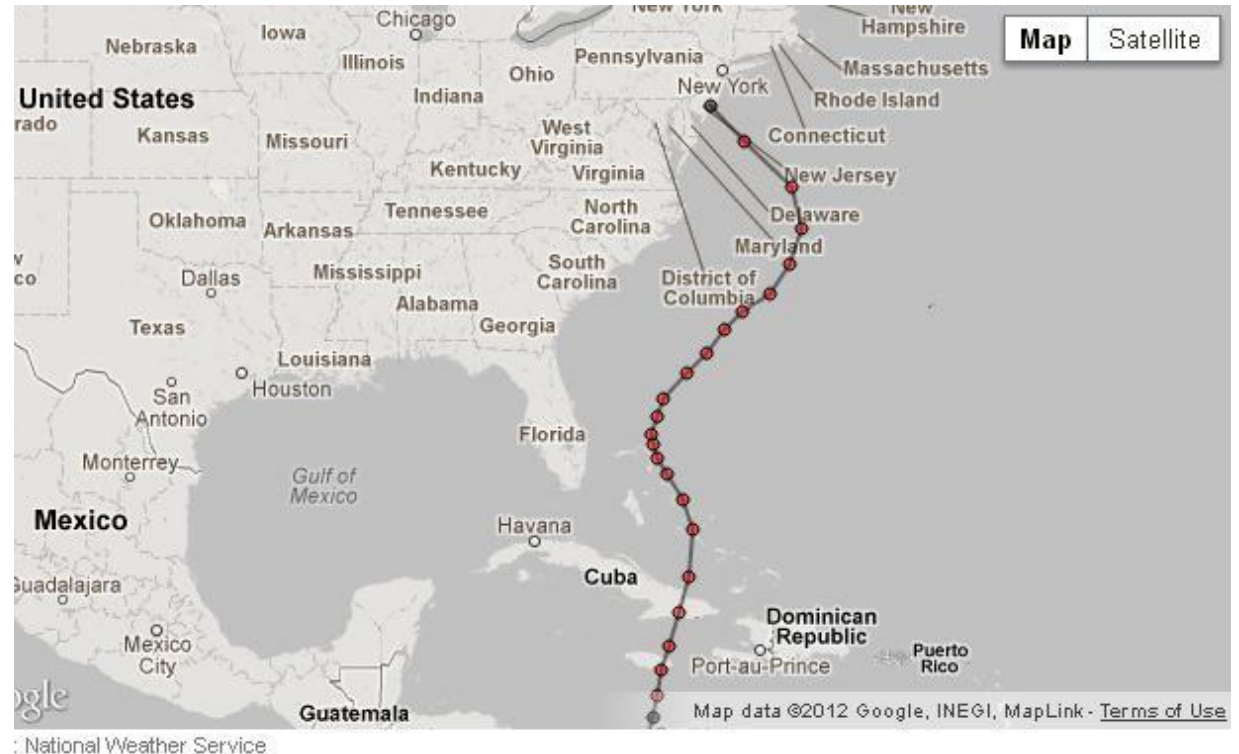 New York
New
Hampshire
Map
Satellite
Chicago
Iowa
Nebraska
Pennsylvania
Illinois
Ohio
Massachusetts
Indiana
New York
Rhode Island
United States
rado
Kansas
Missouri
West
Virginia
Connecticut
Kentucky
Virginia
New Jersey
Oklahoma
Arkansas
Tennessee
North
Carolina
Delaware
Maryland
w
co
Dallas
Mississippi
South
Carolina
District of
Columbia
Alabama
Texas
Georgia
Louisiana
Houston
San
Antonio
Florida
Monterrey
Gulf of
Mexico
Mexico
Havana
Cuba
Guadalajara
Dominican
Republic
Mexico
City
Port-au-Prince
Puerto
Rico
ogle
Guatemala
Map data ©2012 Google, INEGI, MapLink - Terms of Use
: National Weather Service